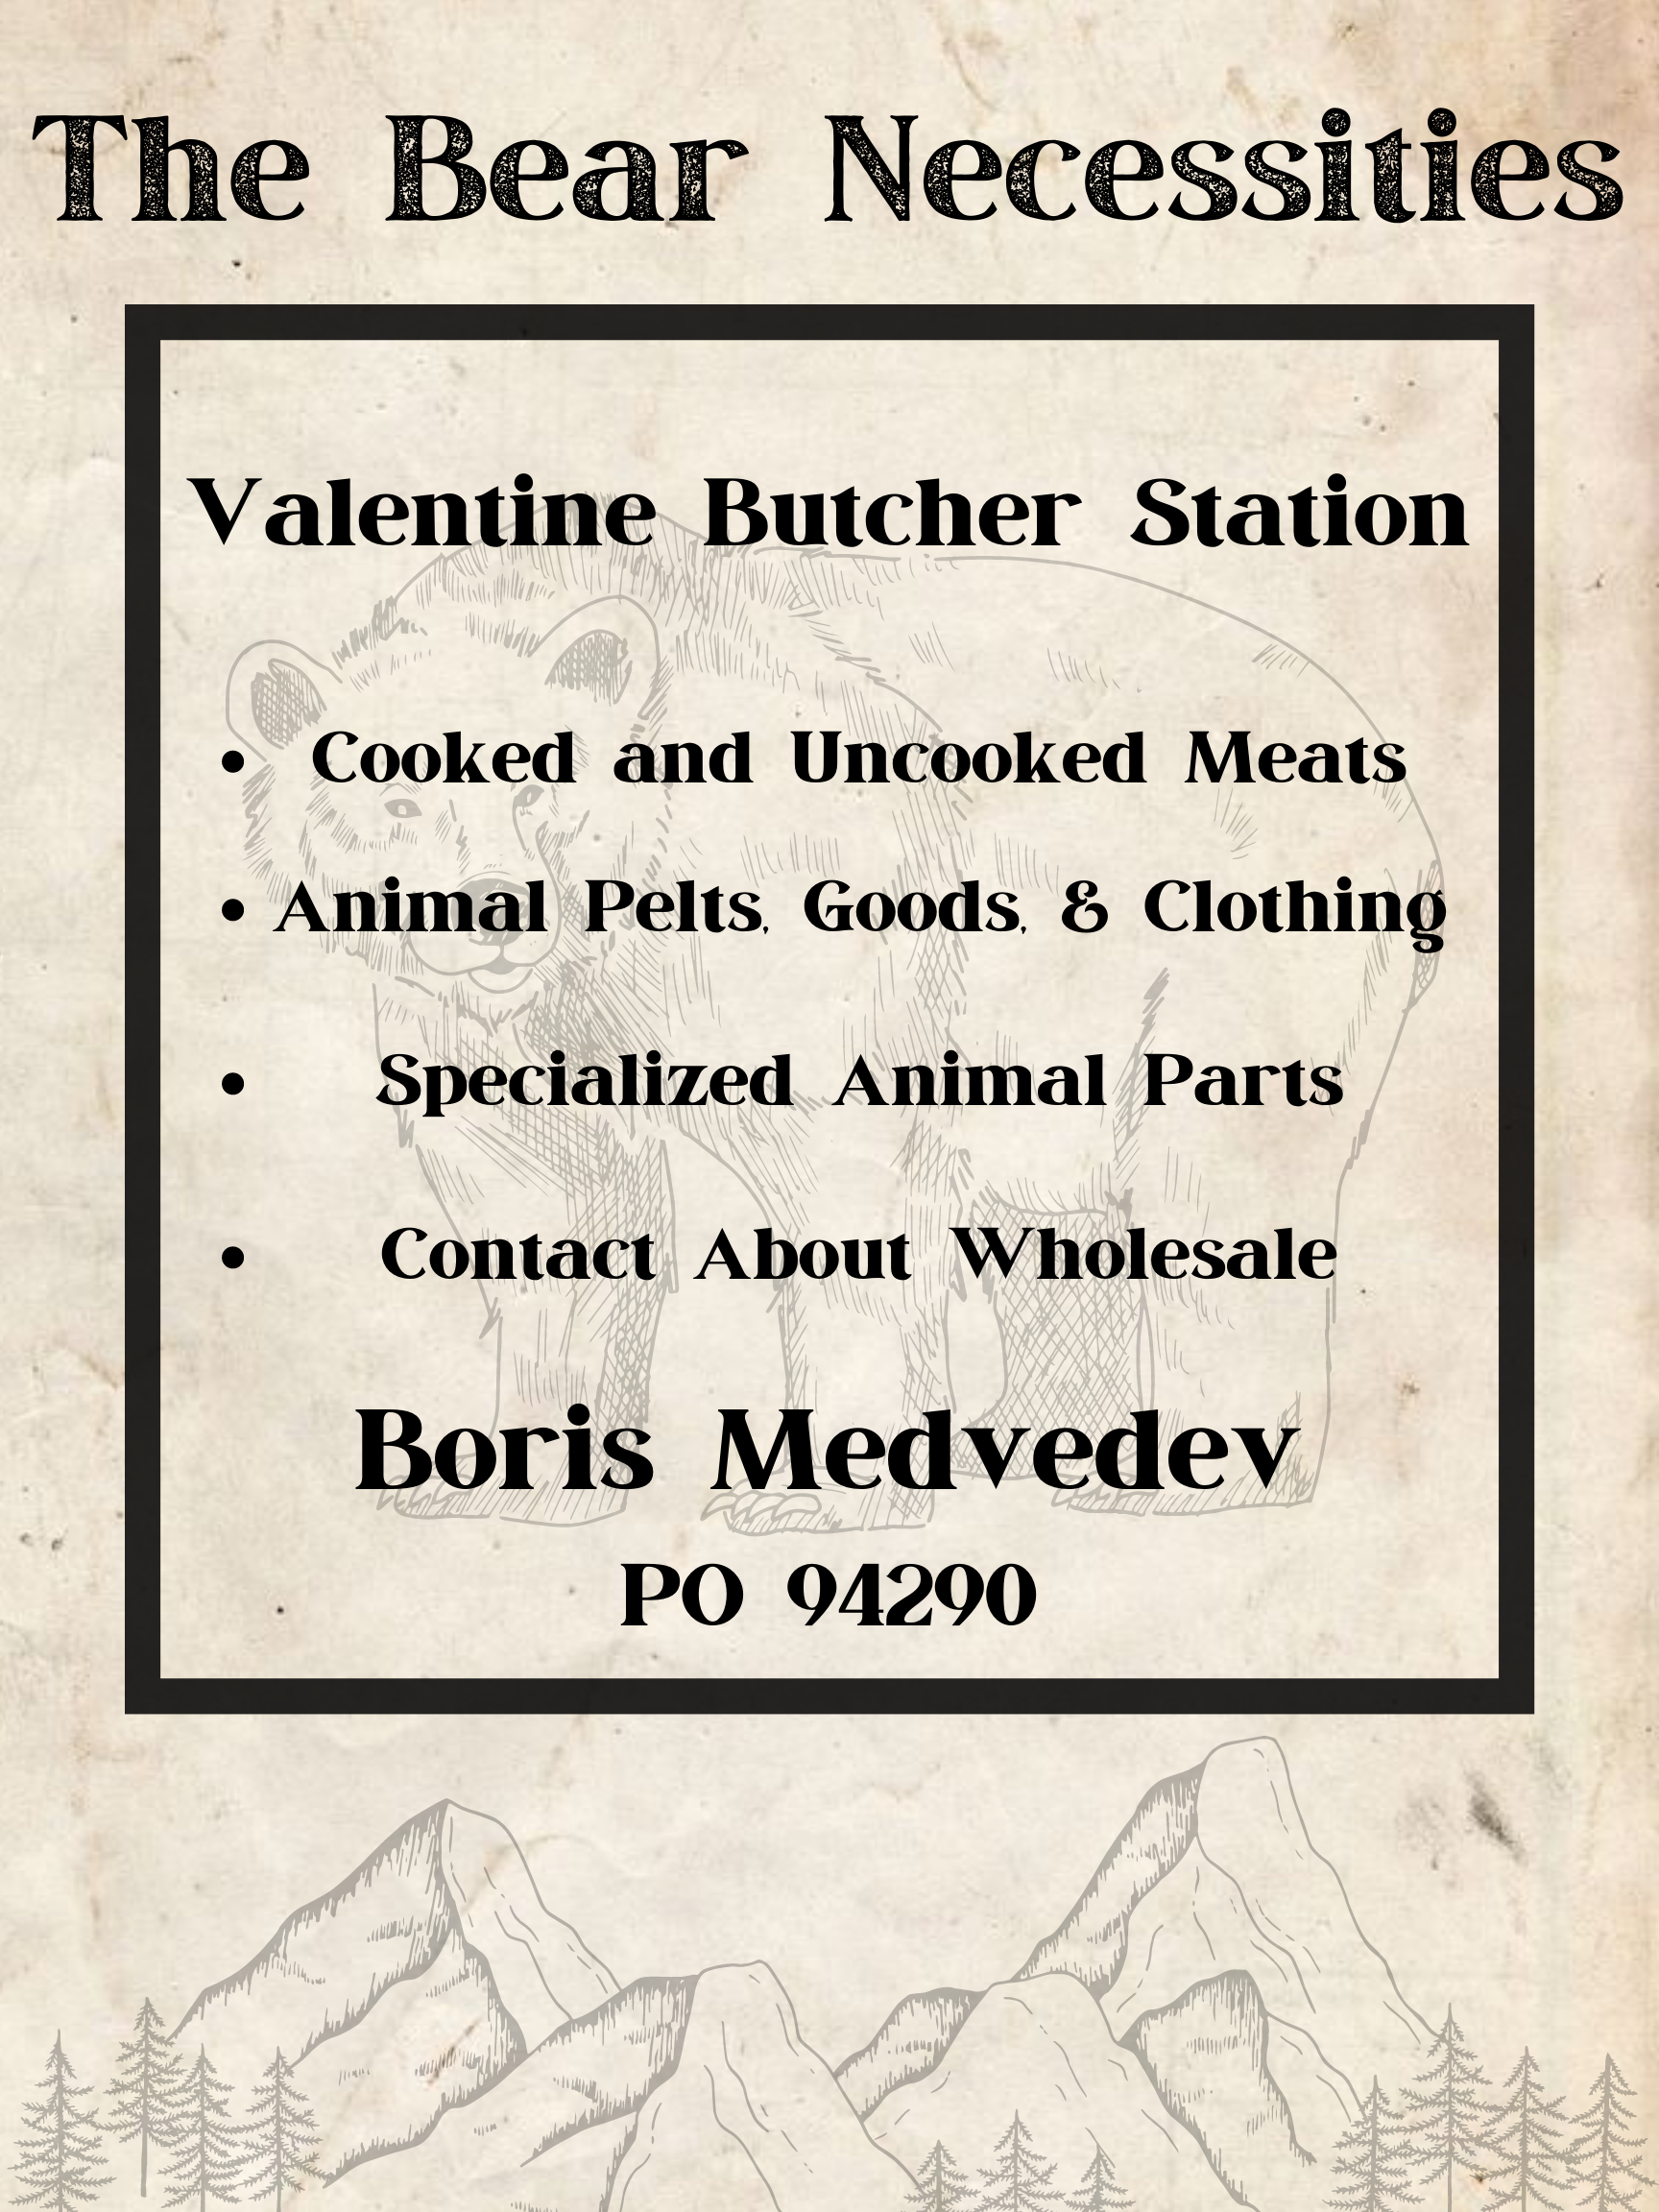 The Bear Necessities
Valentine Butcher Station
• Cooked and Uncooked Meats
• Animal Pelts, Goods, & Clothing
• Specialized Animal Parts
• Contact About Wholesale
Boris Medvedev
PO 94290